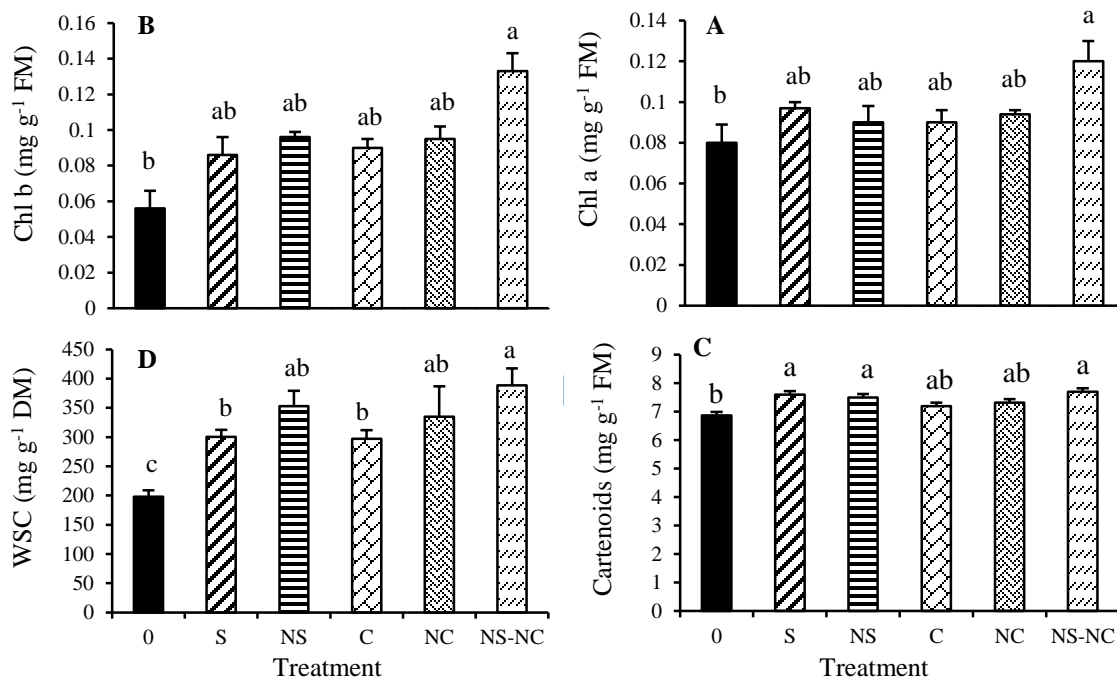 B
Chl b (mg g⁻¹ FM)
0.16
0.14
0.12
0.1
0.08
0.06
0.04
0.02
0
b
ab
ab
ab
ab
a
A
Chl a (mg g⁻¹ FM)
0.14
0.12
0.1
0.08
0.06
0.04
0.02
0
b
ab
ab
ab
ab
a
D
WSC (mg g⁻¹ DM)
450
400
350
300
250
200
150
100
50
0
c
b
ab
b
ab
a
0 S NS C NC NS-NC
Treatment
C
Cartenoids (mg g⁻¹ FM)
9
8
7
6
5
4
3
2
1
0
b
a
a
ab
ab
a
0 S NS C NC NS-NC
Treatment